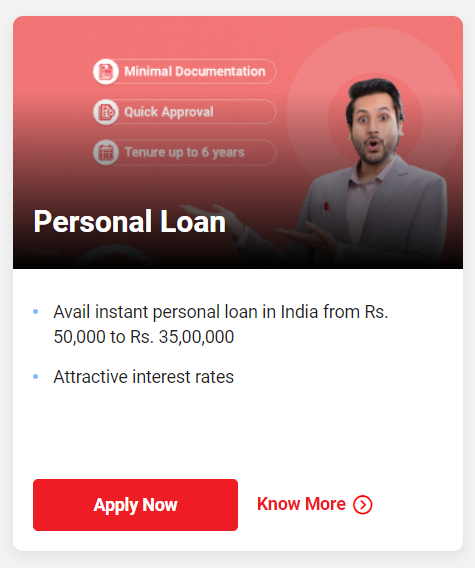 Minimal Documentation
Quick Approval
Tenure up to 6 years
Personal Loan
Avail instant personal loan in India from Rs.
50,000 to Rs. 35,00,000
Attractive interest rates
Apply Now
Know More